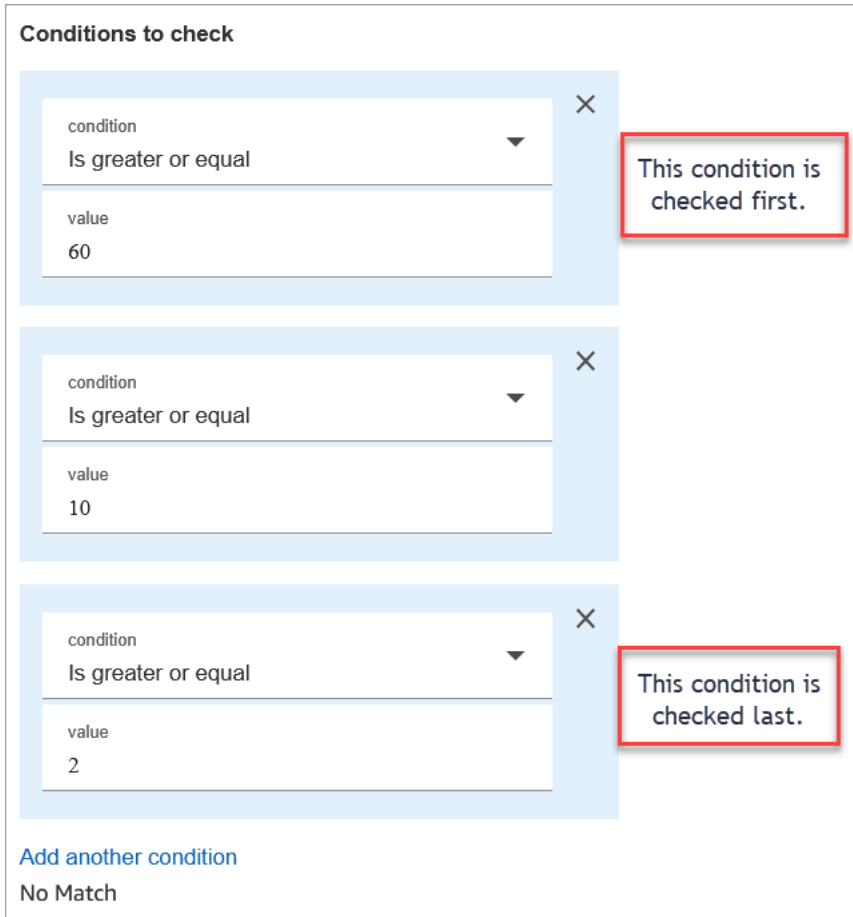 Conditions to check
condition
Is greater or equal
value
60
This condition is
checked first.
condition
Is greater or equal
value
10
condition
Is greater or equal
value
2
This condition is
checked last.
Add another condition
No Match